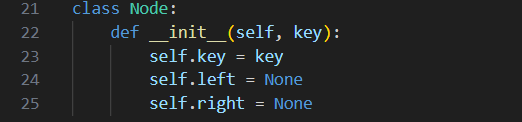 21 class Node:
22     def __init__(self, key):
23         self.key = key
24         self.left = None
25         self.right = None